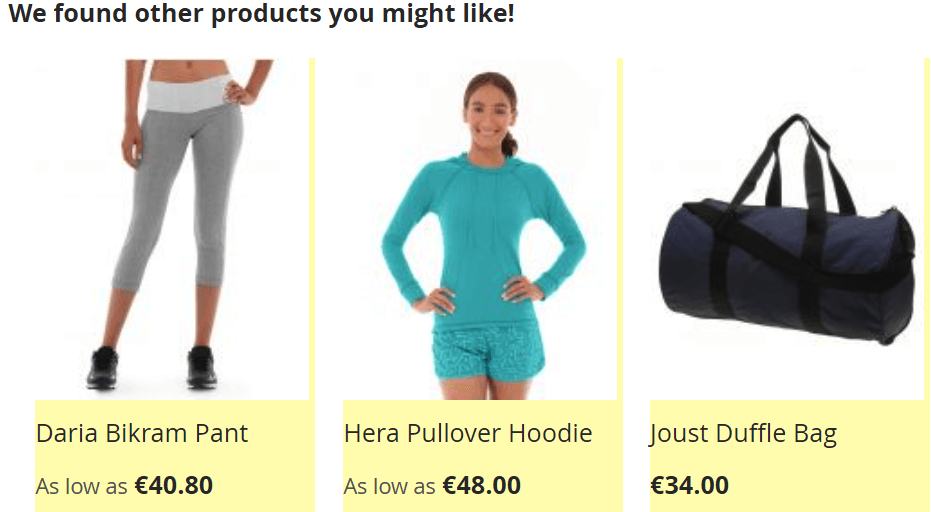 We found other products you might like!
Daria Bikram Pant
As low as €40.80
Hera Pullover Hoodie
As low as €48.00
Joust Duffle Bag
€34.00